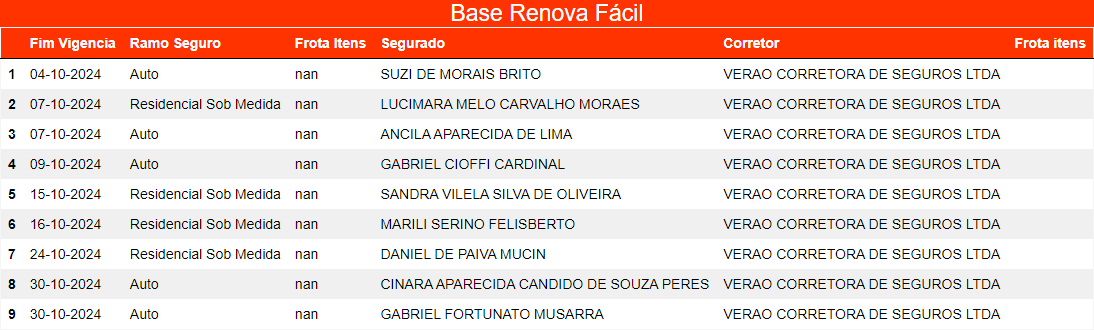 Base Renova Fácil
Fim Vigencia Ramo Seguro Frota Itens Segurado Corretor Frota itens
1 04-10-2024 Auto nan SUZI DE MORAIS BRITO VERAO CORRETORA DE SEGUROS LTDA
2 07-10-2024 Residencial Sob Medida nan LUCIMARA MELO CARVALHO MORAES VERAO CORRETORA DE SEGUROS LTDA
3 07-10-2024 Auto nan ANCILA APARECIDA DE LIMA VERAO CORRETORA DE SEGUROS LTDA
4 09-10-2024 Auto nan GABRIEL CIOFFI CARDINAL VERAO CORRETORA DE SEGUROS LTDA
5 15-10-2024 Residencial Sob Medida nan SANDRA VILELA SILVA DE OLIVEIRA VERAO CORRETORA DE SEGUROS LTDA
6 16-10-2024 Residencial Sob Medida nan MARILI SERINO FELISBERTO VERAO CORRETORA DE SEGUROS LTDA
7 24-10-2024 Residencial Sob Medida nan DANIEL DE PAIVA MUCIN VERAO CORRETORA DE SEGUROS LTDA
8 30-10-2024 Auto nan CINARA APARECIDA CANDIDO DE SOUZA PERES VERAO CORRETORA DE SEGUROS LTDA
9 30-10-2024 Auto nan GABRIEL FORTUNATO MUSARRA VERAO CORRETORA DE SEGUROS LTDA